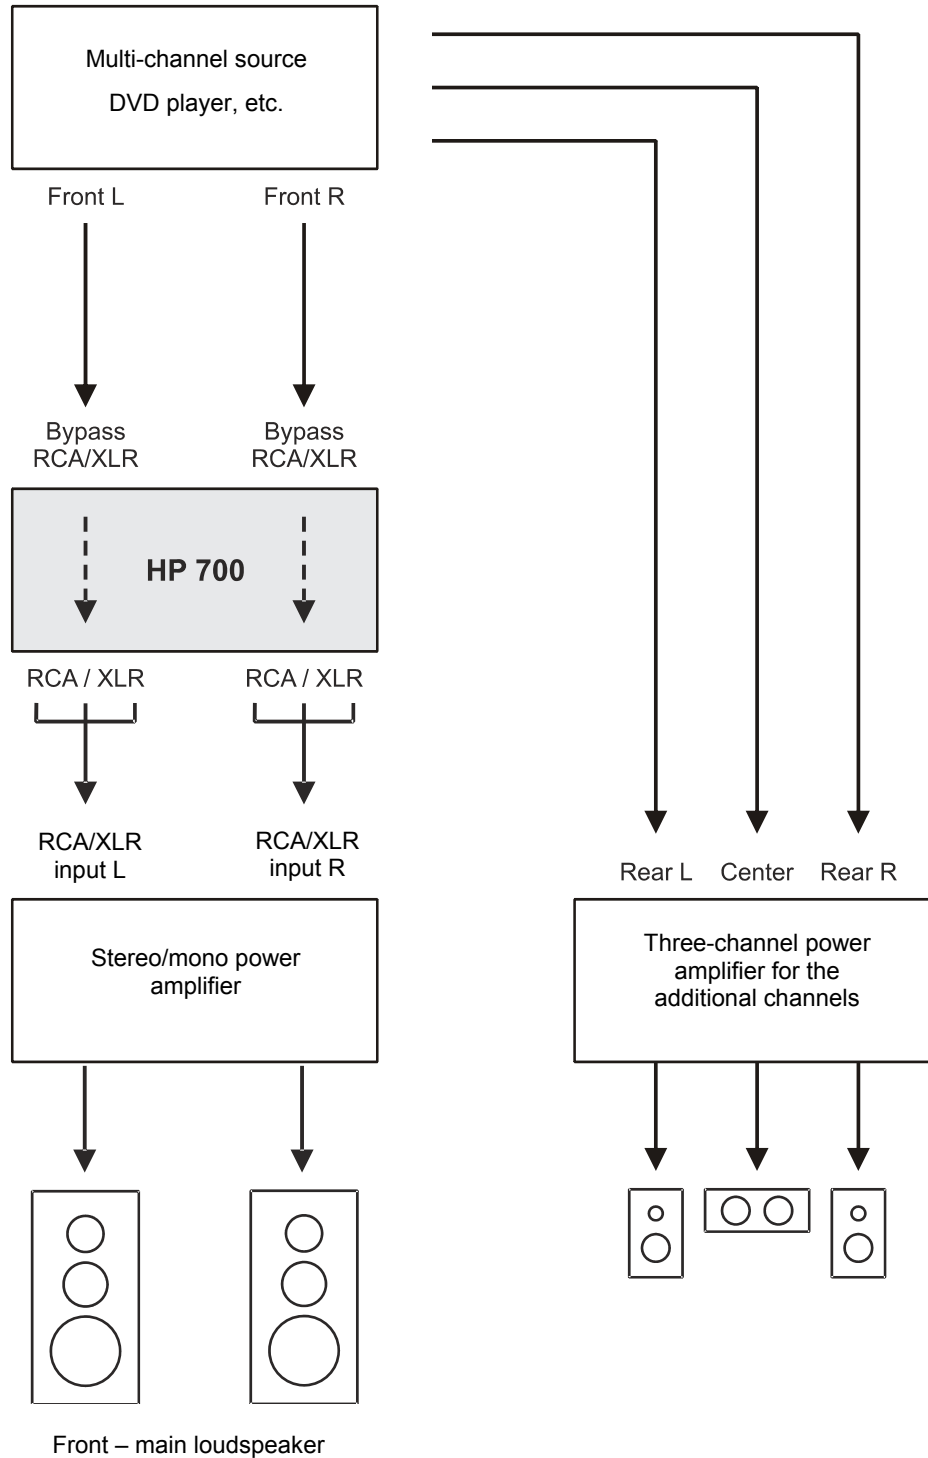 Multi-channel source
DVD player, etc.
Front L
Front R
Bypass
RCA/XLR
Bypass
RCA/XLR
HP 700
RCA / XLR
RCA / XLR
RCA/XLR
input L
RCA/XLR
input R
Rear L
Center
Rear R
Stereo/mono power
amplifier
Three-channel power
amplifier for the
additional channels
Front – main loudspeaker